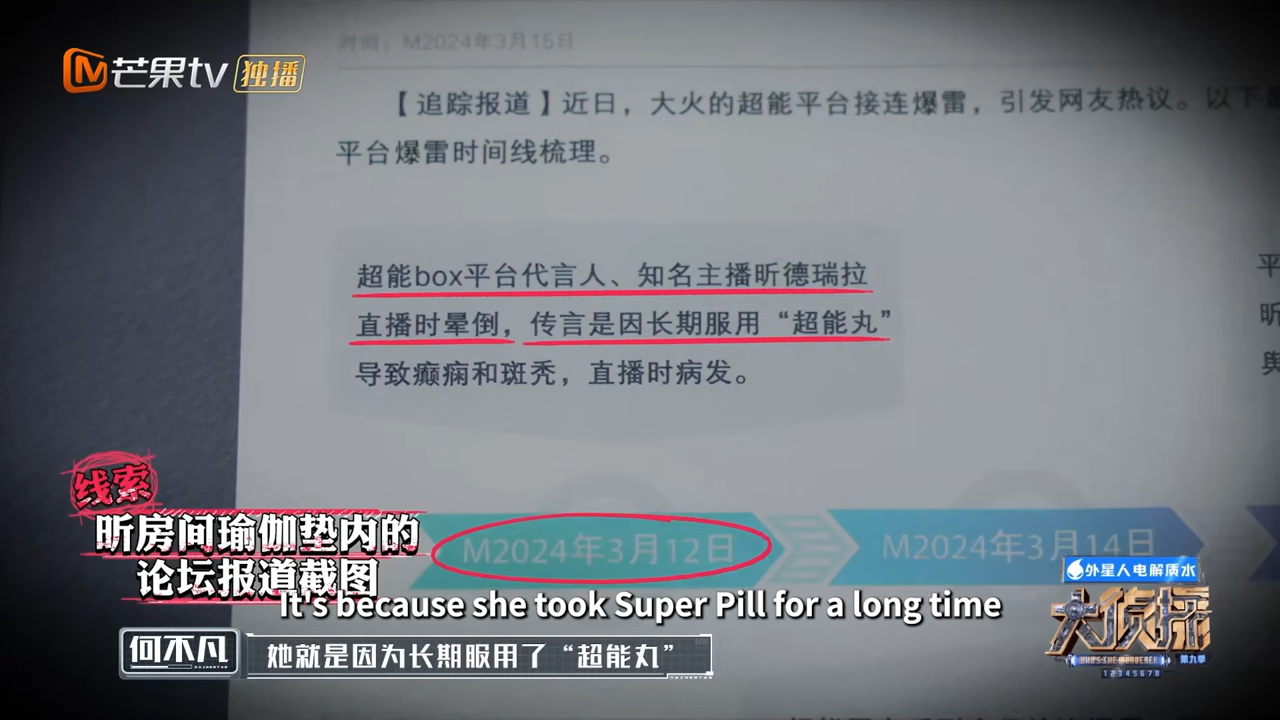 芒果tv 独播
时间：M2024年3月15日
【追踪报道】近日，大火的超能平台接连爆雷，引发网友热议。以下
平台爆雷时间线梳理。
超能box平台代言人、知名主播昕德瑞拉
直播时晕倒，传言是因长期服用“超能丸”
导致癫痫和斑秃，直播时病发。
平
昕
舆
线索
昕房间瑜伽垫内的
论坛报道截图
M2024年3月12日
M2024年3月14日
It's because she took Super Pill for a long time
何不凡
她就是因为长期服用了“超能丸”
外星人电解质水
大侦探
WHO'S THE MURDERER
第九季
12345678